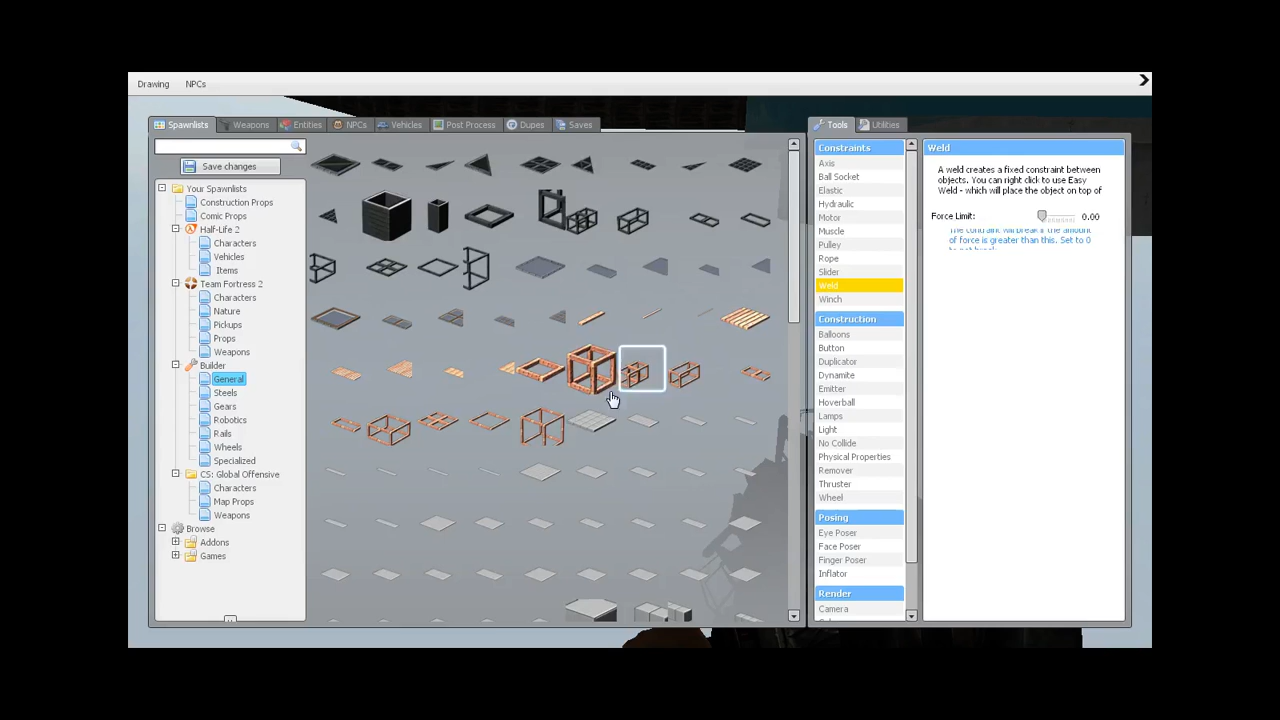 Drawing NPCs
Spawnlists Weapons Entities NPCs Vehicles Post Process Dupes Saves
Save changes
Your Spawnlists
Construction Props
Comic Props
Half-Life 2
Characters
Vehicles
Items
Team Fortress 2
Characters
Nature
Pickups
Props
Weapons
Builder
General
Steels
Gears
Robotics
Rails
Wheels
Specialized
CS: Global Offensive
Characters
Map Props
Weapons
Browse
Addons
Games
Tools Utilities
Constraints
Axis
Ball Socket
Elastic
Hydraulic
Motor
Muscle
Pulley
Rope
Slider
Weld
Winch
Construction
Balloons
Button
Duplicator
Dynamite
Emitter
Hoverball
Lamps
Light
No Collide
Physical Properties
Remover
Thruster
Wheel
Posing
Eye Poser
Face Poser
Finger Poser
Inflator
Render
Camera
Weld
A weld creates a fixed constraint between
objects. You can right click to use Easy
Weld - which will place the object on top of
Force Limit: 0.00
The constraint will break if the amount
of force is greater than this. Set to 0